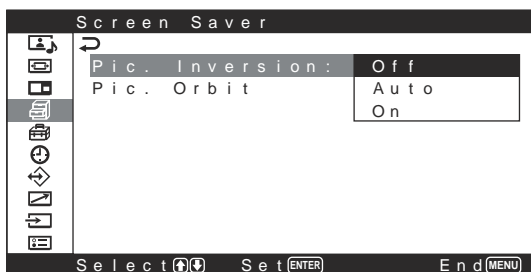 Screen Saver
Pic. Inversion: Off
Pic. Orbit Auto
On
Select Set ENTER End MENU